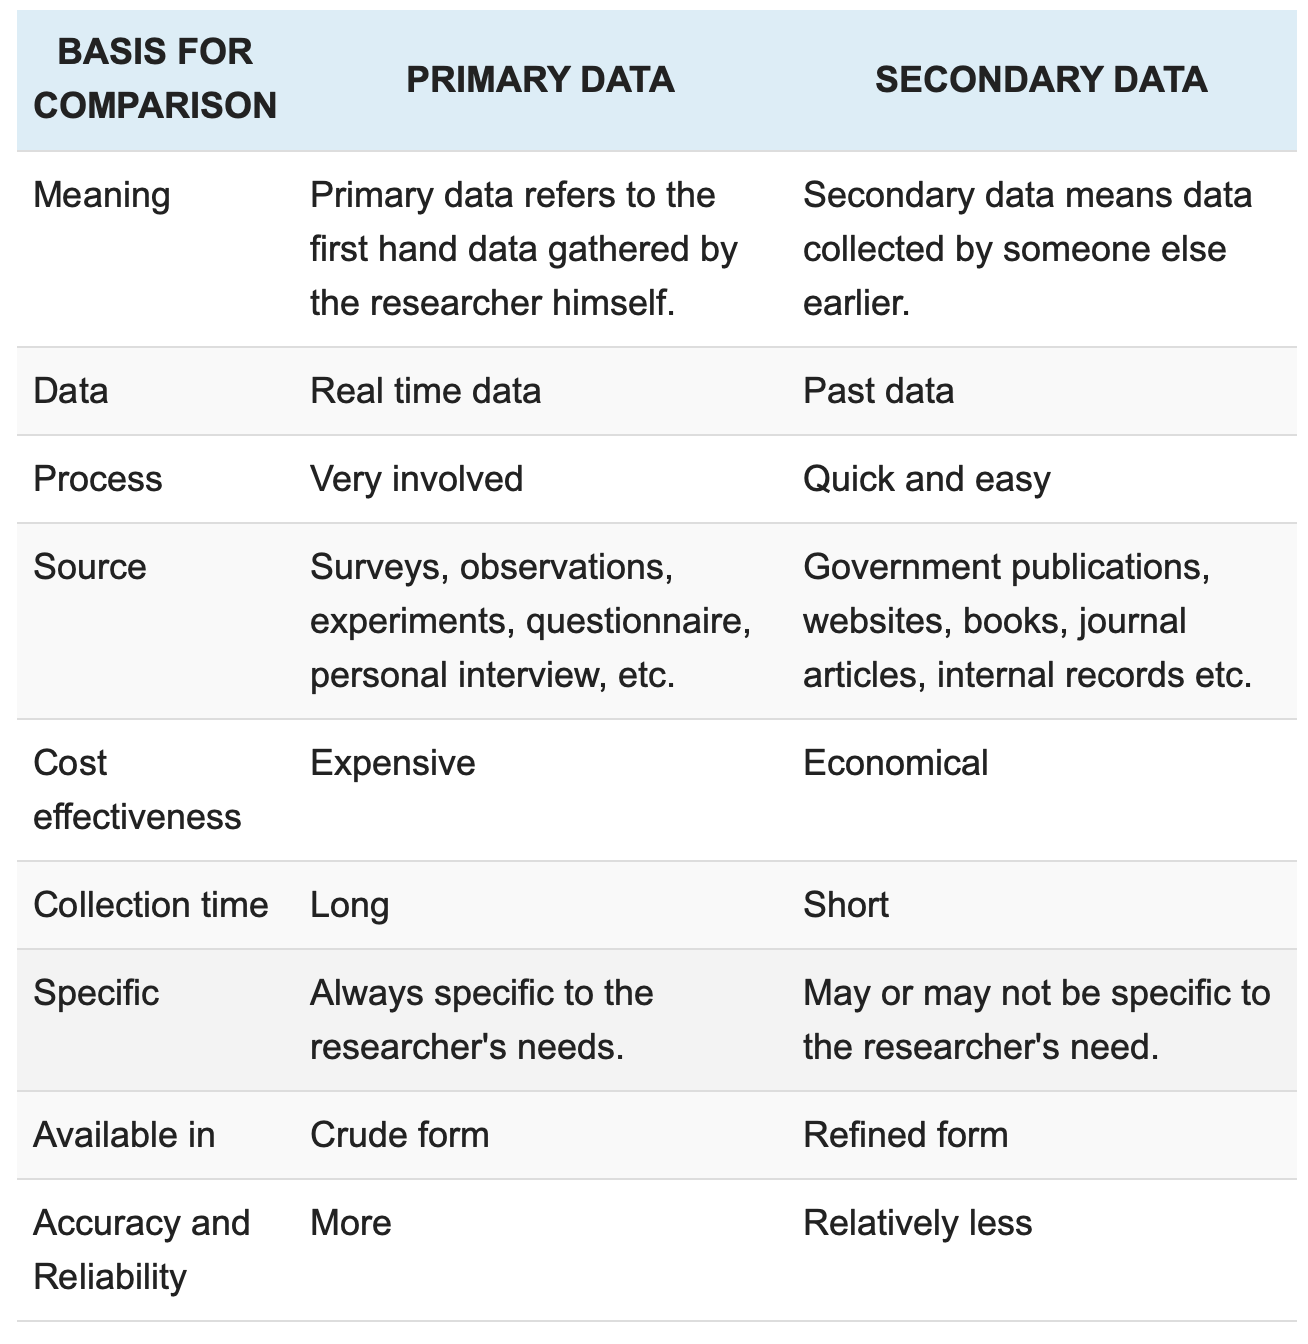 BASIS FOR
COMPARISON
PRIMARY DATA
SECONDARY DATA
Meaning
Primary data refers to the
first hand data gathered by
the researcher himself.
Secondary data means data
collected by someone else
earlier.
Data
Real time data
Past data
Process
Very involved
Quick and easy
Source
Surveys, observations,
experiments, questionnaire,
personal interview, etc.
Government publications,
websites, books, journal
articles, internal records etc.
Cost
effectiveness
Expensive
Economical
Collection time
Long
Short
Specific
Always specific to the
researcher's needs.
May or may not be specific to
the researcher's need.
Available in
Crude form
Refined form
Accuracy and
Reliability
More
Relatively less